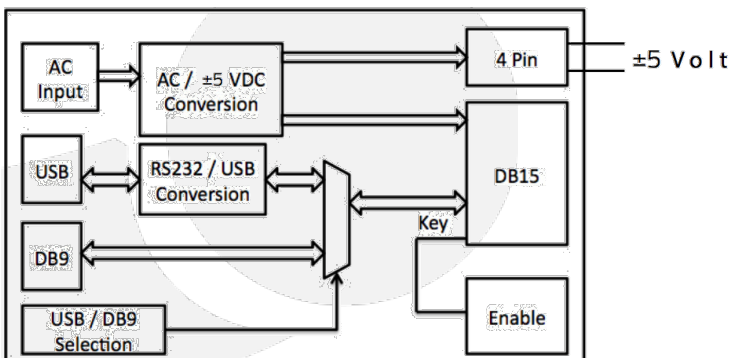 AC
Input
AC / ±5 VDC
Conversion
4 Pin
±5 Volt
USB
RS232 / USB
Conversion
DB15
Key
DB9
USB / DB9
Selection
Enable